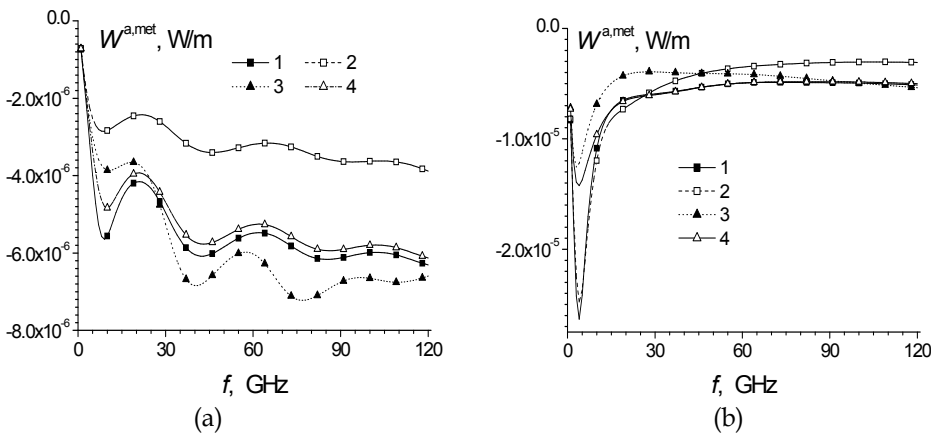 0.0
-2.0x10⁻⁶
-4.0x10⁻⁶
-6.0x10⁻⁶
-8.0x10⁻⁶
W^a,met, W/m
1 2
3 4
0 30 60 90 120
f, GHz
(a)
0.0
-1.0x10⁻⁵
-2.0x10⁻⁵
W^a,met, W/m
1
2
3
4
0 30 60 90 120
f, GHz
(b)